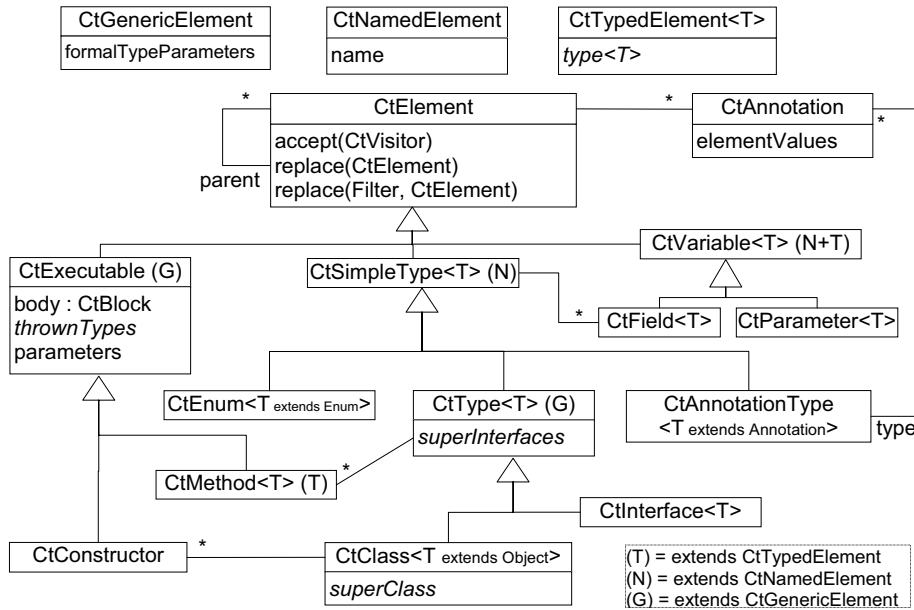 CtGenericElement
formalTypeParameters
CtNamedElement
name
CtTypedElement<T>
type<T>
*
CtElement
accept(CtVisitor)
replace(CtElement)
replace(Filter, CtElement)
parent
*
CtAnnotation
elementValues
*
CtExecutable (G)
body : CtBlock
thrownTypes
parameters
CtSimpleType<T> (N)
CtVariable<T> (N+T)
*
CtField<T>
CtParameter<T>
CtEnum<T extends Enum>
CtType<T> (G)
superInterfaces
CtAnnotationType
<T extends Annotation>
type
CtMethod<T> (T)
*
CtInterface<T>
CtConstructor
*
CtClass<T extends Object>
superClass
(T) = extends CtTypedElement
(N) = extends CtNamedElement
(G) = extends CtGenericElement